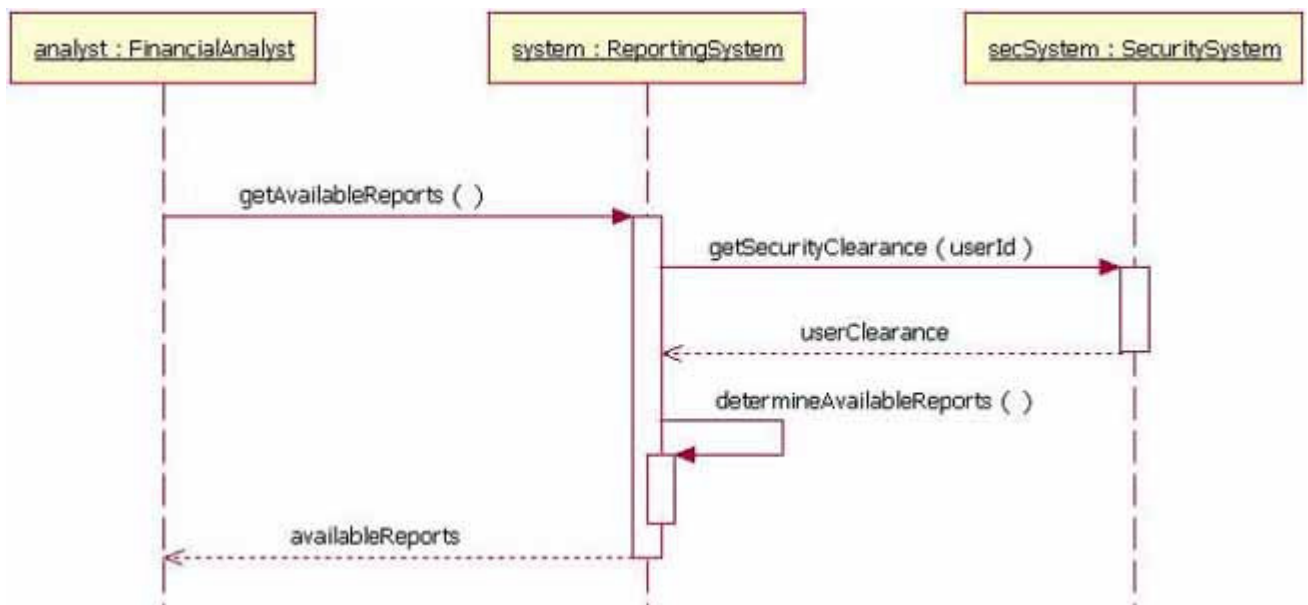 analyst : FinancialAnalyst
system : ReportingSystem
secSystem : SecuritySystem
getAvailableReports ( )
getSecurityClearance ( userId )
userClearance
determineAvailableReports ( )
availableReports